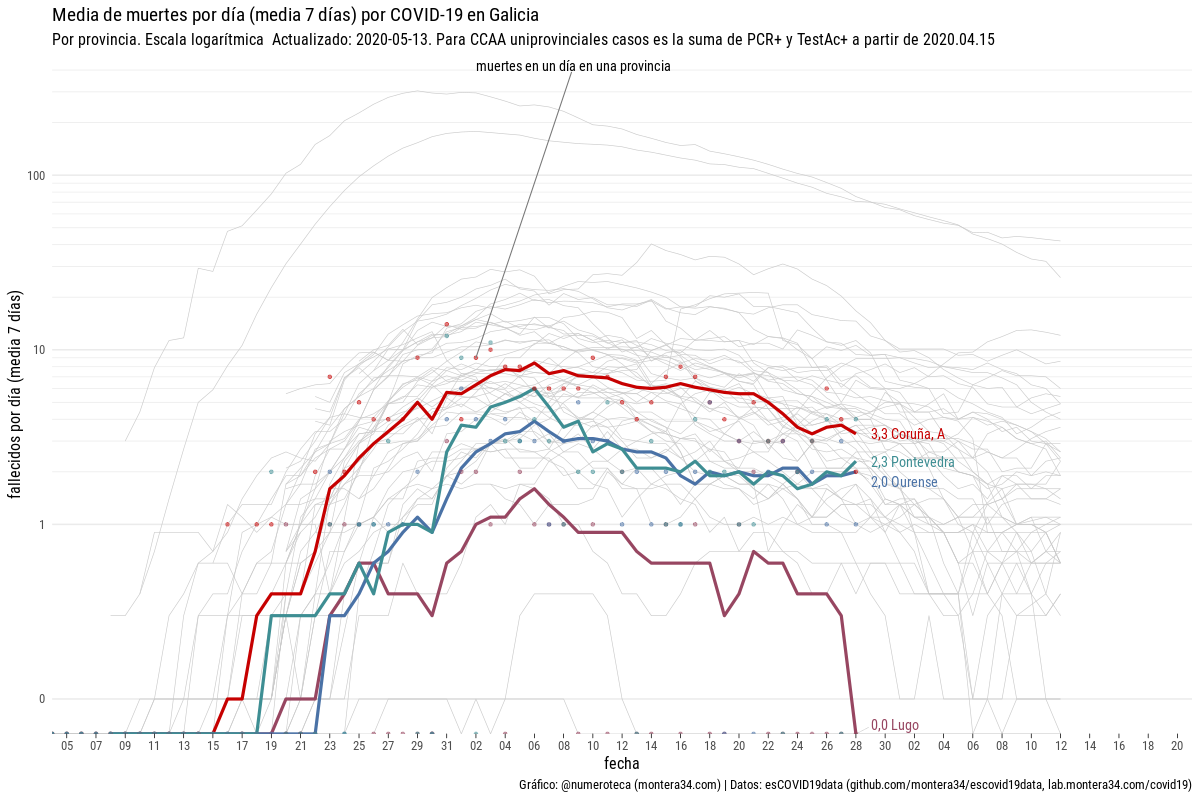 Media de muertes por día (media 7 días) por COVID-19 en Galicia
Por provincia. Escala logarítmica  Actualizado: 2020-05-13. Para CCAA uniprovinciales casos es la suma de PCR+ y TestAc+ a partir de 2020.04.15
muertes en un día en una provincia
fallecidos por día (media  7 días)
100
10
1
0
3,3 Coruña, A
2,3 Pontevedra
2,0 Ourense
0,0 Lugo
05 07 09 11 13 15 17 19 21 23 25 27 29 31 02 04 06 08 10 12 14 16 18 20 22 24 26 28 30 02 04 06 08 10 12 14 16 18 20
fecha
Gráfico: @numeroteca (montera34.com) | Datos: esCOVID19data (github.com/montera34/escovid19data, lab.montera34.com/covid19)